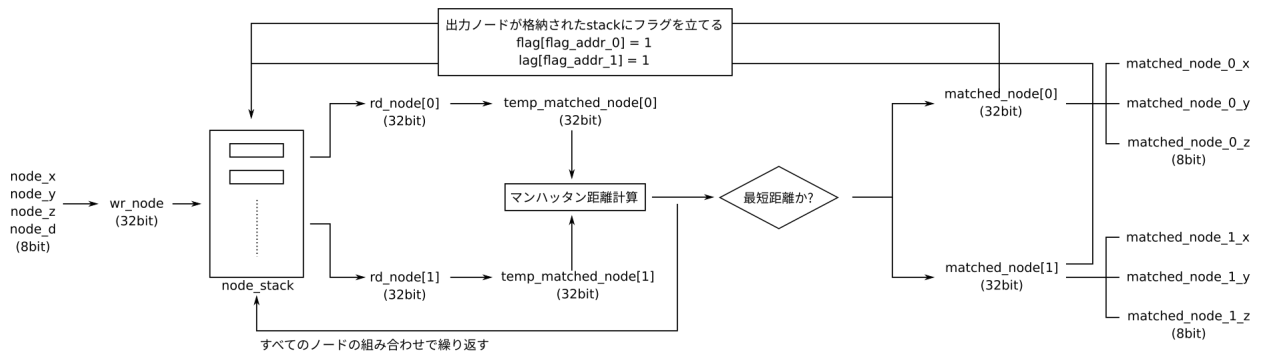 出力ノードが格納されたstackにフラグを立てる
flag[flag_addr_0] = 1
lag[flag_addr_1] = 1
node_x
node_y
node_z
node_d
(8bit)
wr_node
(32bit)
node_stack
rd_node[0]
(32bit)
temp_matched_node[0]
(32bit)
マンハッタン距離計算
rd_node[1]
(32bit)
temp_matched_node[1]
(32bit)
すべてのノードの組み合わせで繰り返す
最短距離か?
matched_node[0]
(32bit)
matched_node[1]
(32bit)
matched_node_0_x
matched_node_0_y
matched_node_0_z
(8bit)
matched_node_1_x
matched_node_1_y
matched_node_1_z
(8bit)